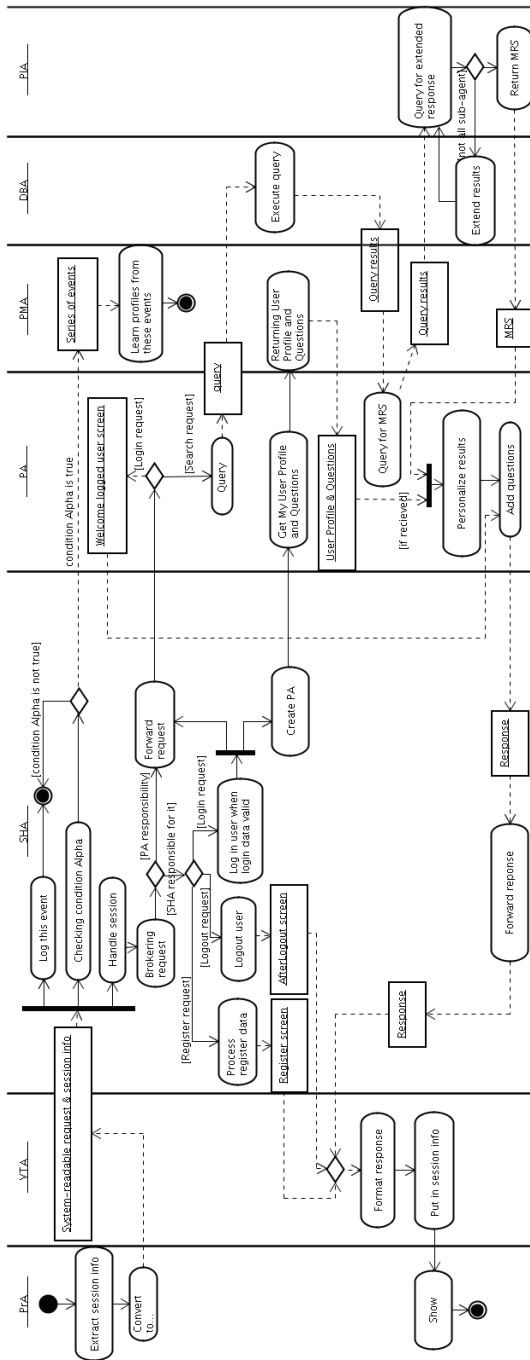 PrA
Extract session info
Convert
to...
Show
YTA
System-readable request & session info
Format response
Put in session info
SHA
Log this event
[condition Alpha is not true]
Checking condition Alpha
Handle session
Brokering
request
[PA responsibility]
Forward
request
[SHA responsible for it]
[Register request]
[Logout request]
[Login request]
Process
register data
Logout user
Log in user when
login data valid
Create PA
Register screen
AfterLogout screen
Response
Forward reponse
Response
PA
condition Alpha is true
Welcome logged user screen
[Login request]
[Search request]
Query
query
Get My User Profile
and Questions
User Profile & Questions
Query for MRS
[if recieved]
Personalize results
Add questions
PMA
Series of events
Learn profiles from
these events
Returning User
Profile and
Questions
Query results
Query results
MRS
DBA
Execute query
Extend results
PIA
Query for extended
response
[not all sub-agent]
Return MRS